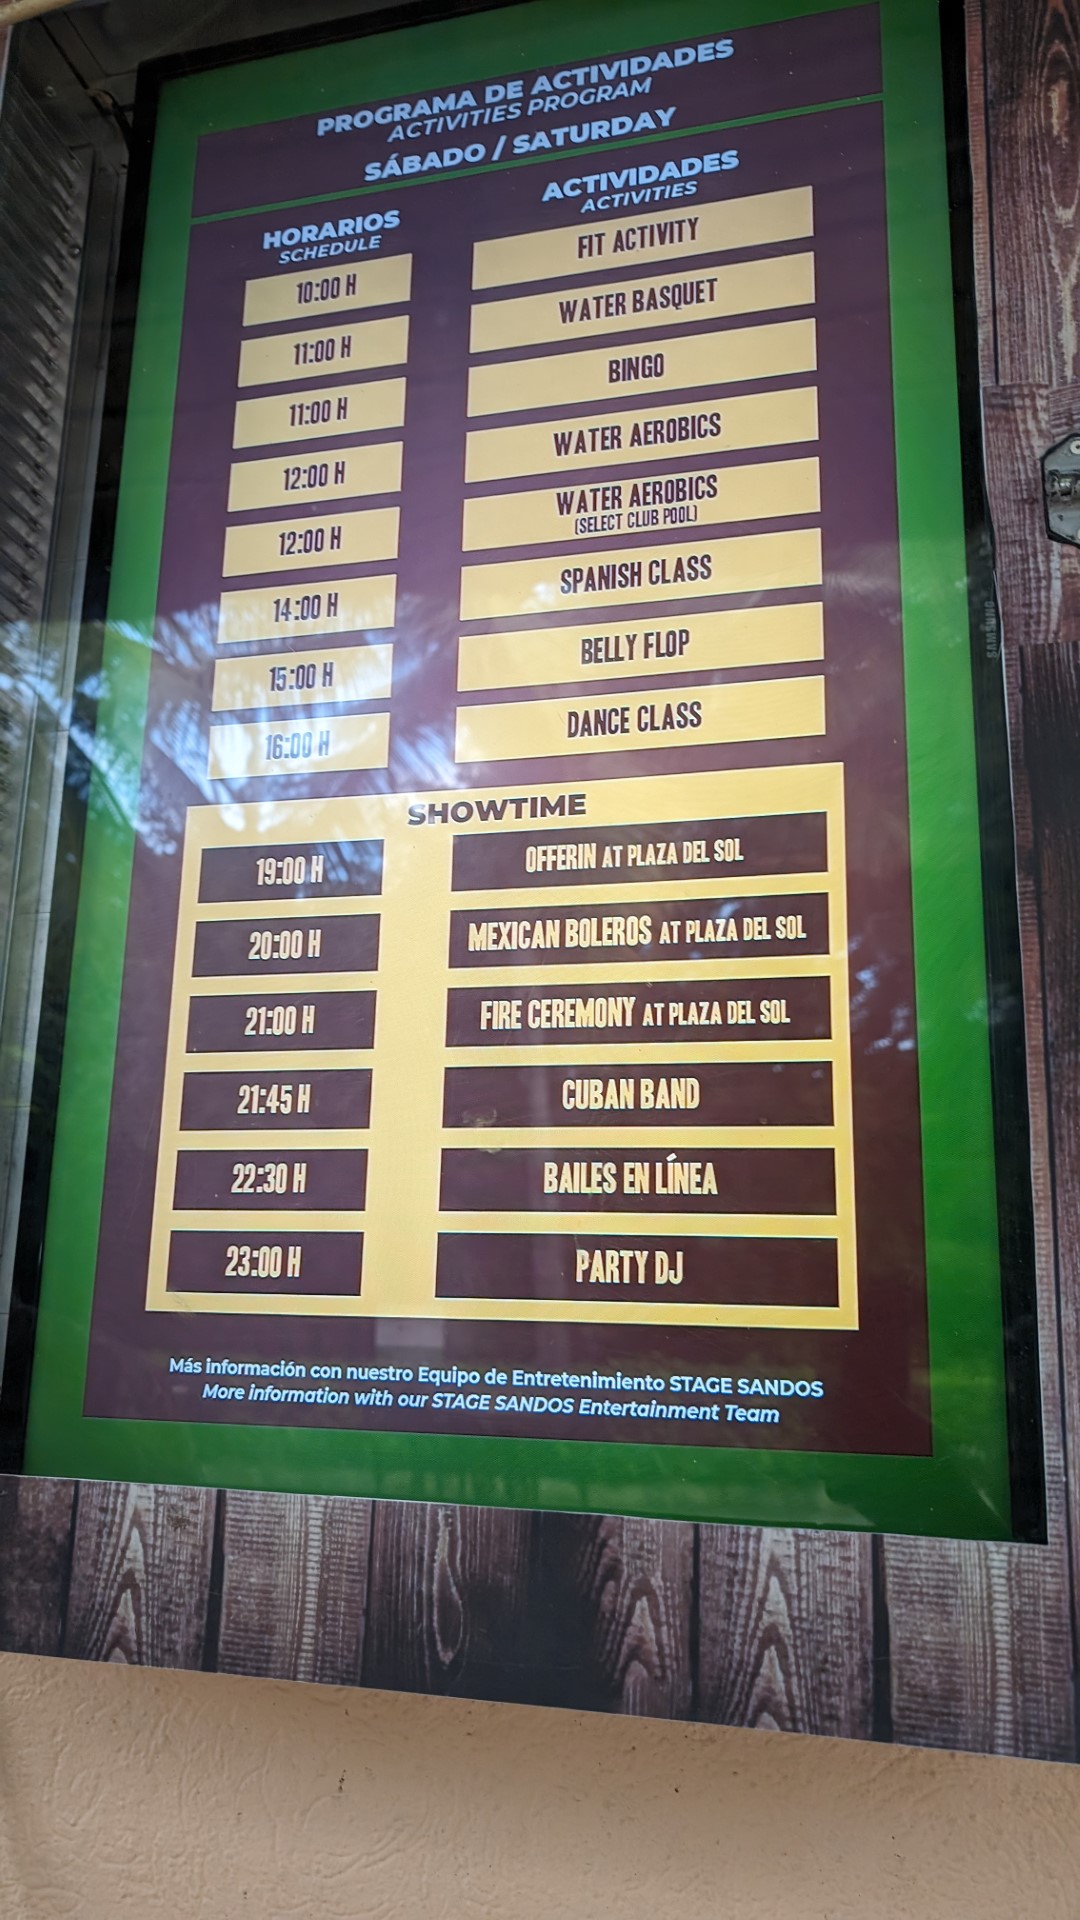 PROGRAMA DE ACTIVIDADES
ACTIVITIES PROGRAM
SÁBADO / SATURDAY
HORARIOS ACTIVIDADES
SCHEDULE ACTIVITIES
10:00 H FIT ACTIVITY
11:00 H WATER BASQUET
11:00 H BINGO
12:00 H WATER AEROBICS
12:00 H WATER AEROBICS
(SELECT CLUB POOL)
14:00 H SPANISH CLASS
15:00 H BELLY FLOP
16:00 H DANCE CLASS
SHOWTIME
19:00 H OFFERIN AT PLAZA DEL SOL
20:00 H MEXICAN BOLEROS AT PLAZA DEL SOL
21:00 H FIRE CEREMONY AT PLAZA DEL SOL
21:45 H CUBAN BAND
22:30 H BAILES EN LÍNEA
23:00 H PARTY DJ
Más información con nuestro Equipo de Entretenimiento STAGE SANDOS
More information with our STAGE SANDOS Entertainment Team
SAMSUNG